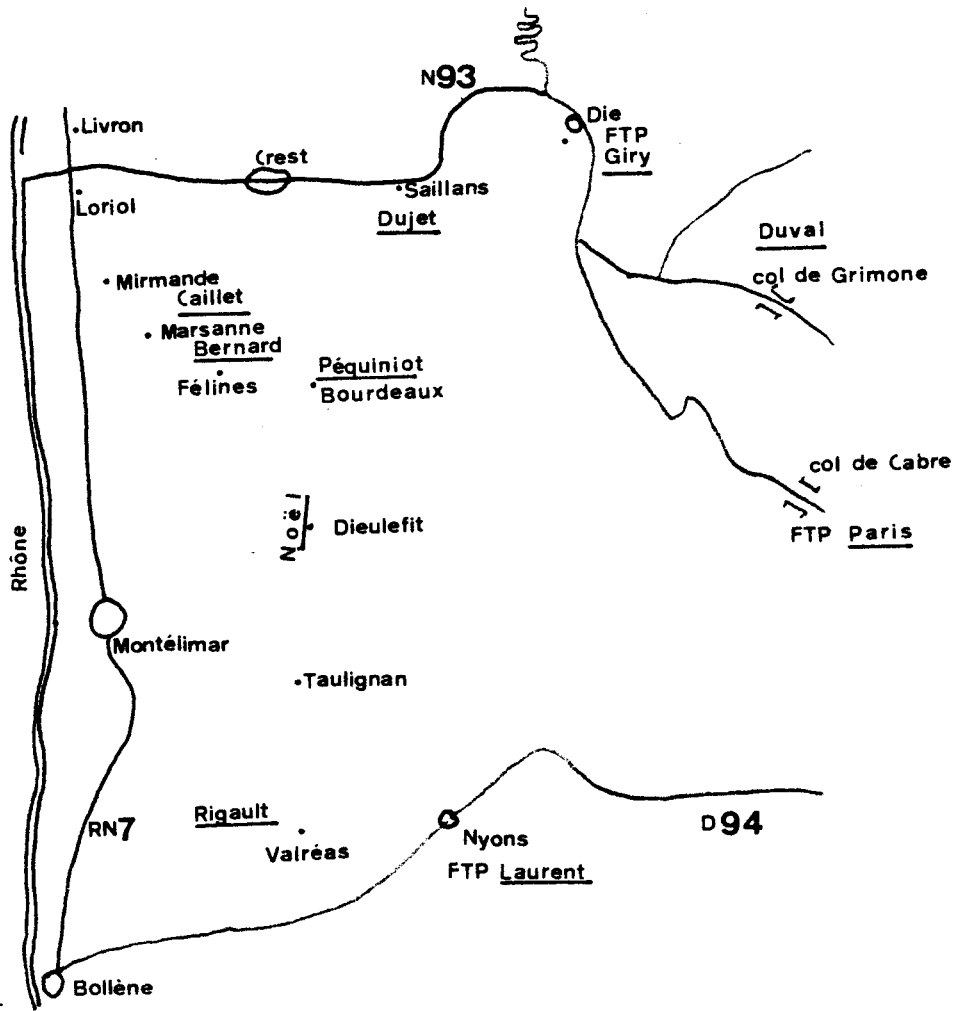 N93
Livron
Die
FTP
Giry
Crest
Saillans
Loriol
Dujet
Duval
col de Grimone
Mirmande
Caillet
Marsanne
Bernard
Félines
Péquiniot
Bourdeaux
col de Cabre
Noël
Dieulefit
FTP Paris
Rhône
Montélimar
Taulignan
Rigault
RN7
Valréas
Nyons
D94
FTP Laurent
Bollène